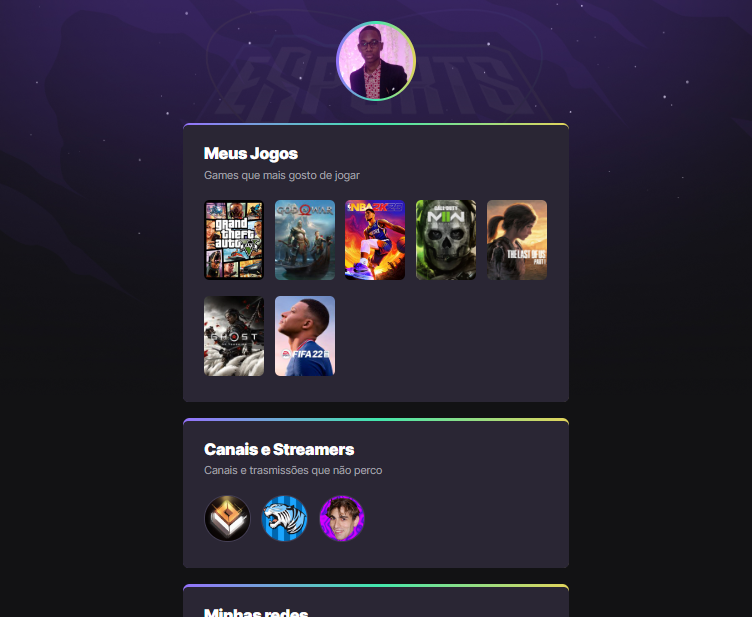 ESPORTS
Meus Jogos
Games que mais gosto de jogar
grand
theft
auto
GOD OF WAR
NBA 2K23
CALL OF DUTY
MWII
THE LAST OF US
PART I
GHOST
FIFA 22
Canais e Streamers
Canais e trasmissões que não perco
Minhas redes